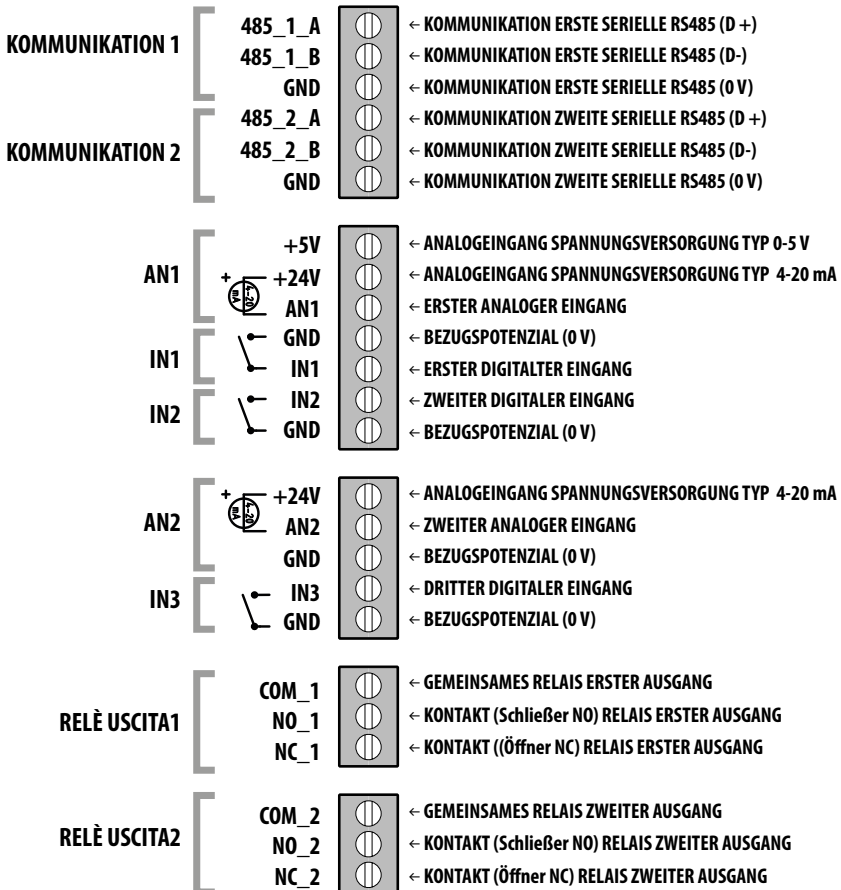 KOMMUNIKATION 1
485_1_A ← KOMMUNIKATION ERSTE SERIELLE RS485 (D +)
485_1_B ← KOMMUNIKATION ERSTE SERIELLE RS485 (D-)
GND ← KOMMUNIKATION ERSTE SERIELLE RS485 (0 V)
KOMMUNIKATION 2
485_2_A ← KOMMUNIKATION ZWEITE SERIELLE RS485 (D +)
485_2_B ← KOMMUNIKATION ZWEITE SERIELLE RS485 (D-)
GND ← KOMMUNIKATION ZWEITE SERIELLE RS485 (0 V)
AN1
+5V ← ANALOGEINGANG SPANNUNGSVERSORGUNG TYP 0-5 V
+ 4-20 mA
+24V ← ANALOGEINGANG SPANNUNGSVERSORGUNG TYP 4-20 mA
AN1 ← ERSTER ANALOGER EINGANG
IN1
GND ← BEZUGSPOTENZIAL (0 V)
IN1 ← ERSTER DIGITALTER EINGANG
IN2
IN2 ← ZWEITER DIGITALER EINGANG
GND ← BEZUGSPOTENZIAL (0 V)
AN2
+ 4-20 mA
+24V ← ANALOGEINGANG SPANNUNGSVERSORGUNG TYP 4-20 mA
AN2 ← ZWEITER ANALOGER EINGANG
GND ← BEZUGSPOTENZIAL (0 V)
IN3
IN3 ← DRITTER DIGITALER EINGANG
GND ← BEZUGSPOTENZIAL (0 V)
RELÈ USCITA1
COM_1 ← GEMEINSAMES RELAIS ERSTER AUSGANG
NO_1 ← KONTAKT (Schließer NO) RELAIS ERSTER AUSGANG
NC_1 ← KONTAKT ((Öffner NC) RELAIS ERSTER AUSGANG
RELÈ USCITA2
COM_2 ← GEMEINSAMES RELAIS ZWEITER AUSGANG
NO_2 ← KONTAKT (Schließer NO) RELAIS ZWEITER AUSGANG
NC_2 ← KONTAKT (Öffner NC) RELAIS ZWEITER AUSGANG